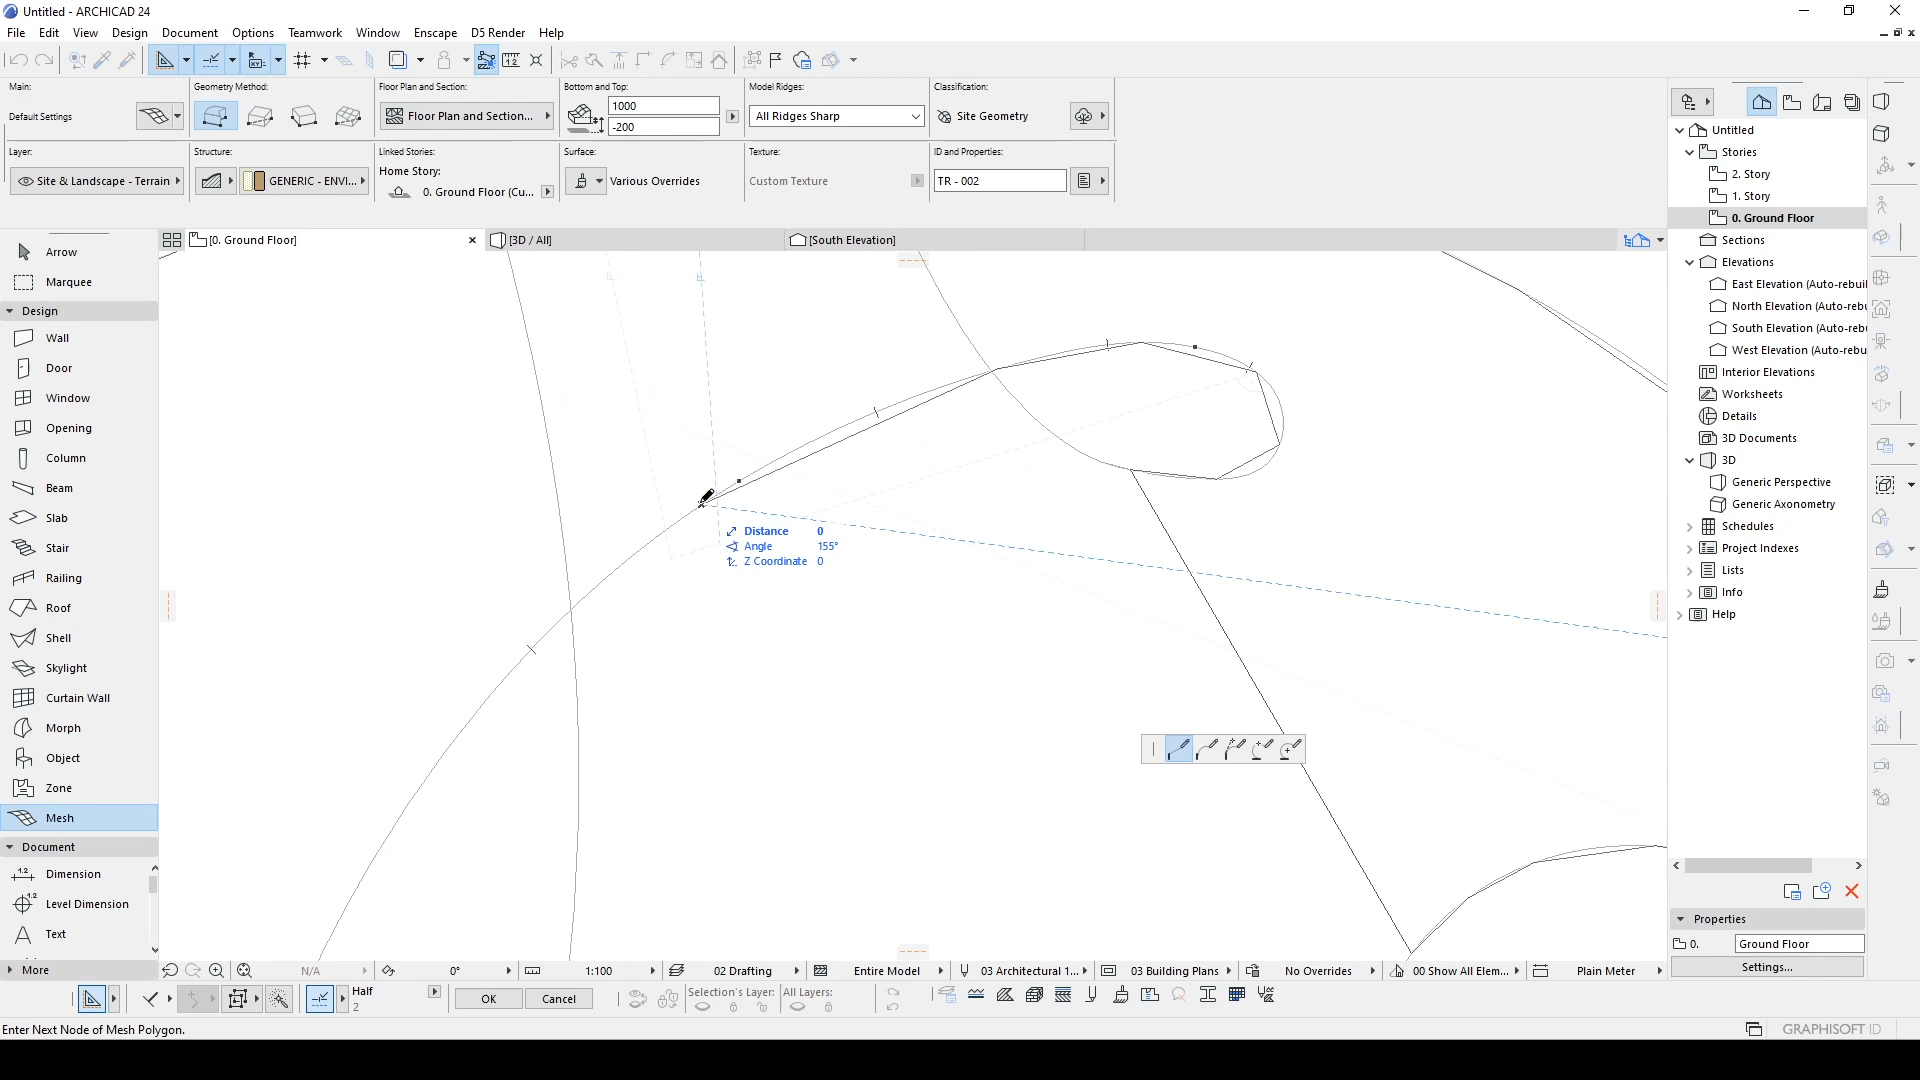 Untitled - ARCHICAD 24
File Edit View Design Document Options Teamwork Window Enscape D5 Render Help
Main:
Default Settings
Geometry Method:
Floor Plan and Section:
Floor Plan and Section...
Bottom and Top:
1000
-200
Model Ridges:
All Ridges Sharp
Classification:
Site Geometry
Layer:
Site & Landscape - Terrain
Structure:
GENERIC - ENVI...
Linked Stories:
Home Story:
0. Ground Floor (Cu...
Surface:
Various Overrides
Texture:
Custom Texture
ID and Properties:
TR - 002
[0. Ground Floor]
[3D / All]
[South Elevation]
Arrow
Marquee
Design
Wall
Door
Window
Opening
Column
Beam
Slab
Stair
Railing
Roof
Shell
Skylight
Curtain Wall
Morph
Object
Zone
Mesh
Document
Dimension
Level Dimension
Text
More
Distance 0
Angle 155°
Z Coordinate 0
Untitled
Stories
2. Story
1. Story
0. Ground Floor
Sections
Elevations
East Elevation (Auto-rebuil
North Elevation (Auto-rebu
South Elevation (Auto-rebu
West Elevation (Auto-rebu
Interior Elevations
Worksheets
Details
3D Documents
3D
Generic Perspective
Generic Axonometry
Schedules
Project Indexes
Lists
Info
Help
Properties
0. Ground Floor
Settings...
N/A 0° 1:100 02 Drafting Entire Model 03 Architectural 1... 03 Building Plans No Overrides 00 Show All Elem... Plain Meter
Half
2
OK Cancel
Selection's Layer: All Layers:
Enter Next Node of Mesh Polygon.
GRAPHISOFT ID